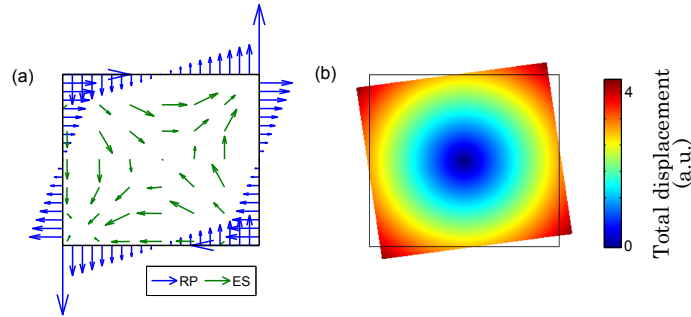 (a)
RP
ES
(b)
4
0
Total displacement
(a.u.)